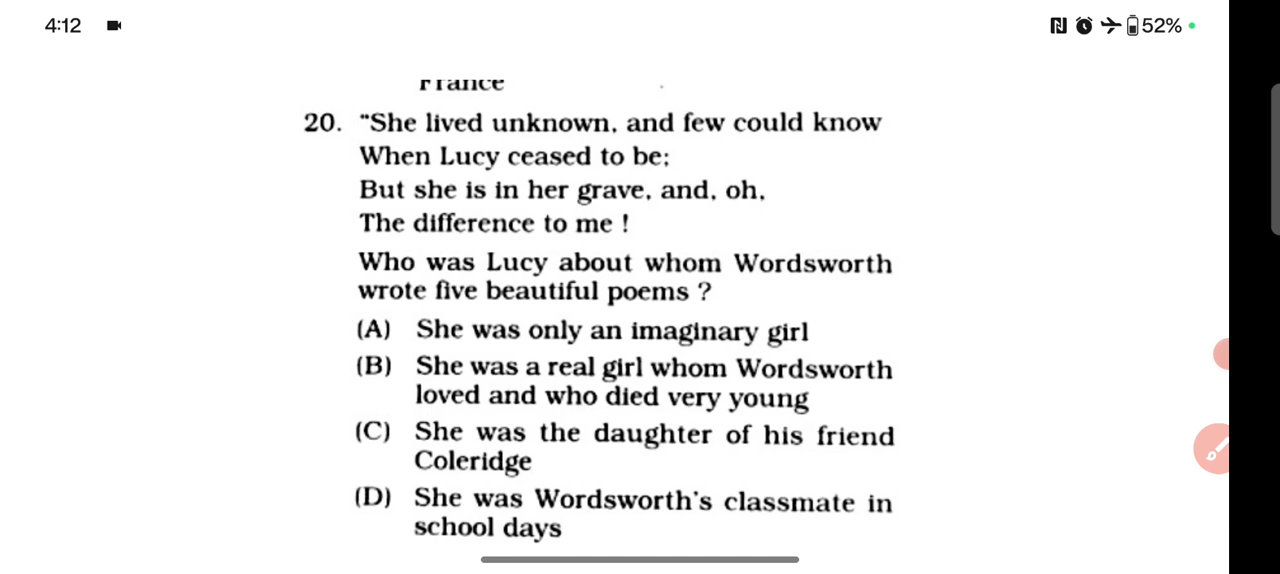 4:12 52%
France
20. "She lived unknown, and few could know
When Lucy ceased to be;
But she is in her grave, and, oh,
The difference to me !
Who was Lucy about whom Wordsworth
wrote five beautiful poems ?
(A) She was only an imaginary girl
(B) She was a real girl whom Wordsworth
loved and who died very young
(C) She was the daughter of his friend
Coleridge
(D) She was Wordsworth's classmate in
school days